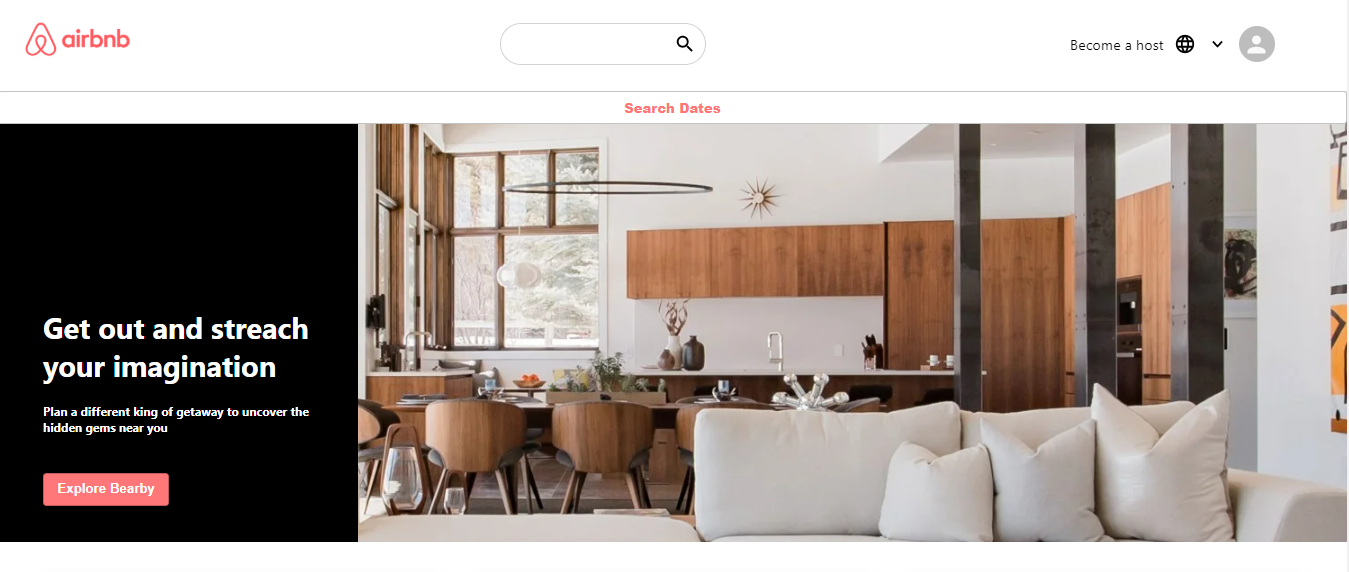 airbnb
Become a host
Search Dates
Get out and streach
your imagination
Plan a different king of getaway to uncover the
hidden gems near you
Explore Bearby